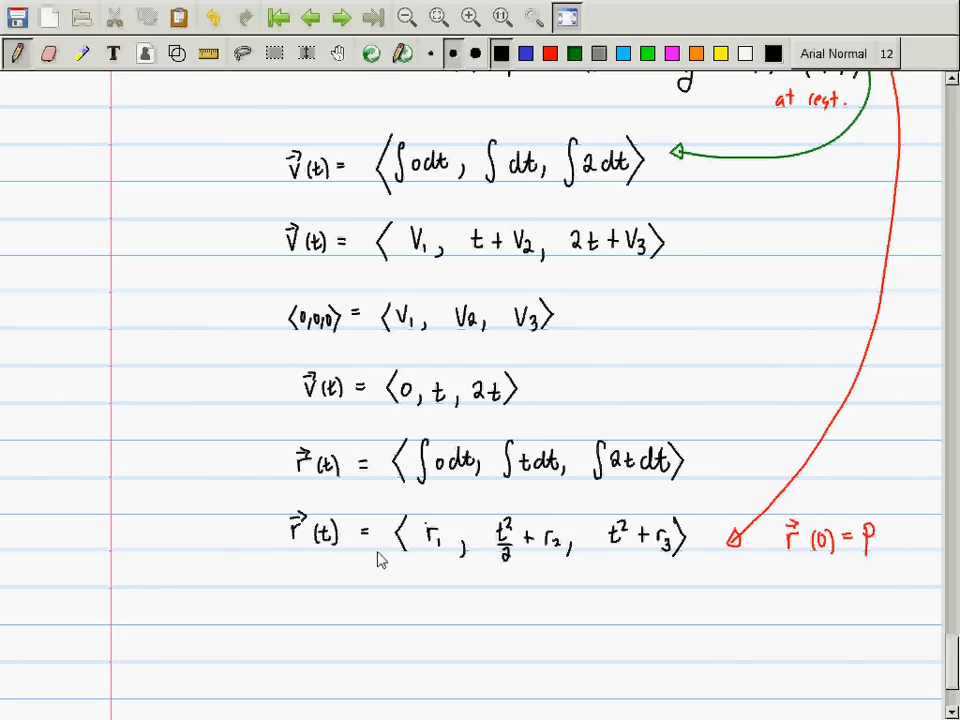 Arial Normal 12
at rest.
v⃗(t) = ⟨∫0dt, ∫dt, ∫2dt⟩
v⃗(t) = ⟨ V₁, t + V₂, 2t + V₃⟩
⟨0,0,0⟩ = ⟨V₁, V₂, V₃⟩
v⃗(t) = ⟨0, t, 2t⟩
r⃗(t) = ⟨∫0dt, ∫tdt, ∫2tdt⟩
r⃗(t) = ⟨ r₁, t²/2 + r₂, t² + r₃⟩ r⃗(0) = P